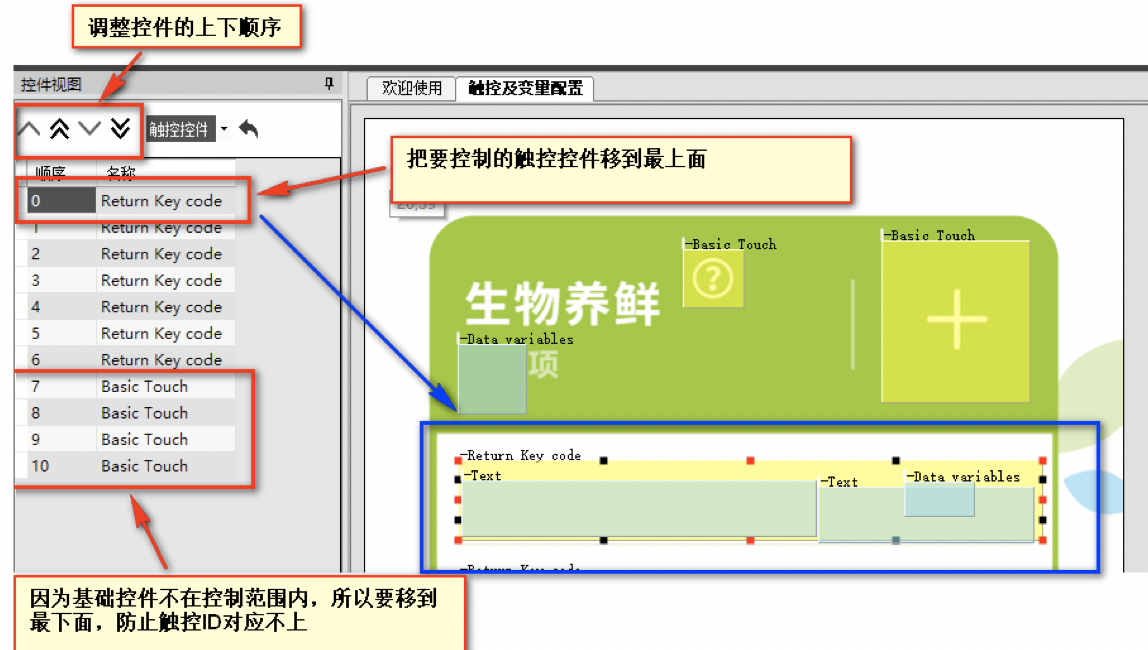 调整控件的上下顺序
控件视图
欢迎使用
触控及变量配置
触控控件
把要控制的触控控件移到最上面
顺序 名称
0 Return Key code
1 Return Key code
2 Return Key code
3 Return Key code
4 Return Key code
5 Return Key code
6 Return Key code
7 Basic Touch
8 Basic Touch
9 Basic Touch
10 Basic Touch
Basic Touch
Basic Touch
生物养鲜
Data variables
项
Return Key code
Text
Text
Data variables
Return Key code
因为基础控件不在控制范围内，所以要移到
最下面，防止触控ID对应不上